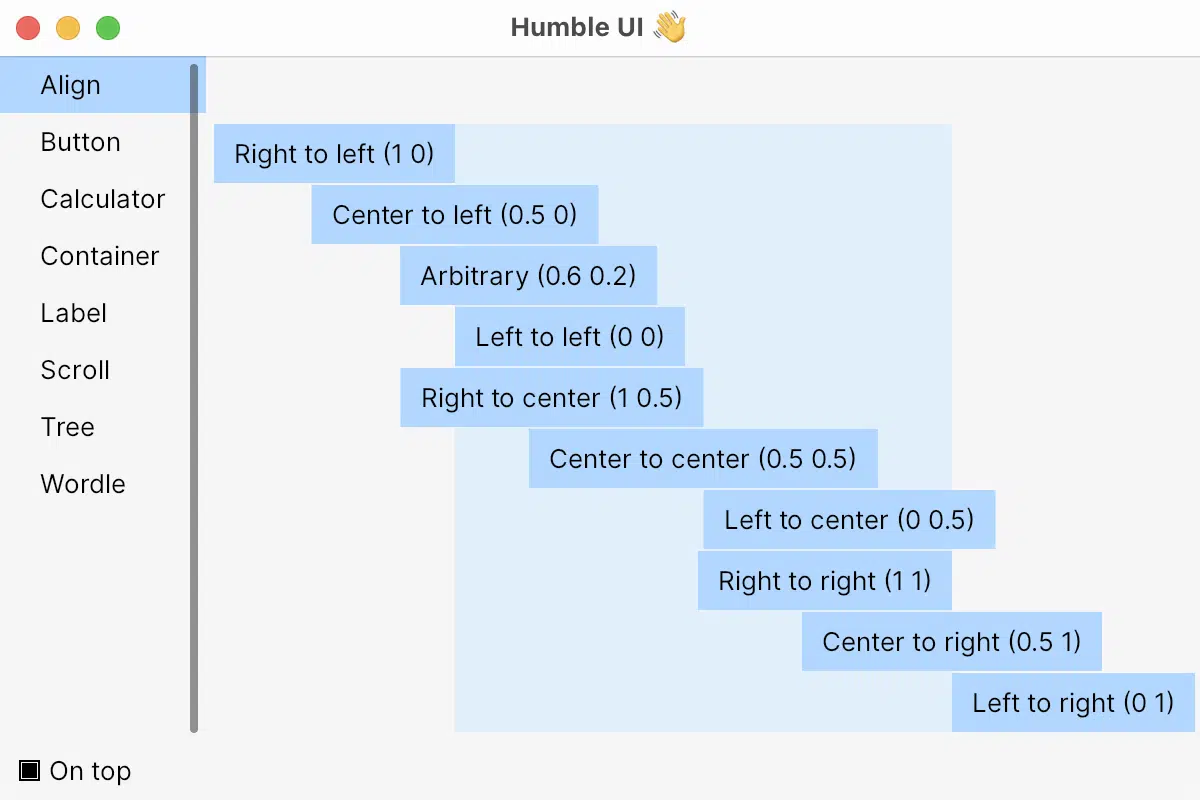 Humble UI 👋
Align
Button
Calculator
Container
Label
Scroll
Tree
Wordle
On top
Right to left (1 0)
Center to left (0.5 0)
Arbitrary (0.6 0.2)
Left to left (0 0)
Right to center (1 0.5)
Center to center (0.5 0.5)
Left to center (0 0.5)
Right to right (1 1)
Center to right (0.5 1)
Left to right (0 1)